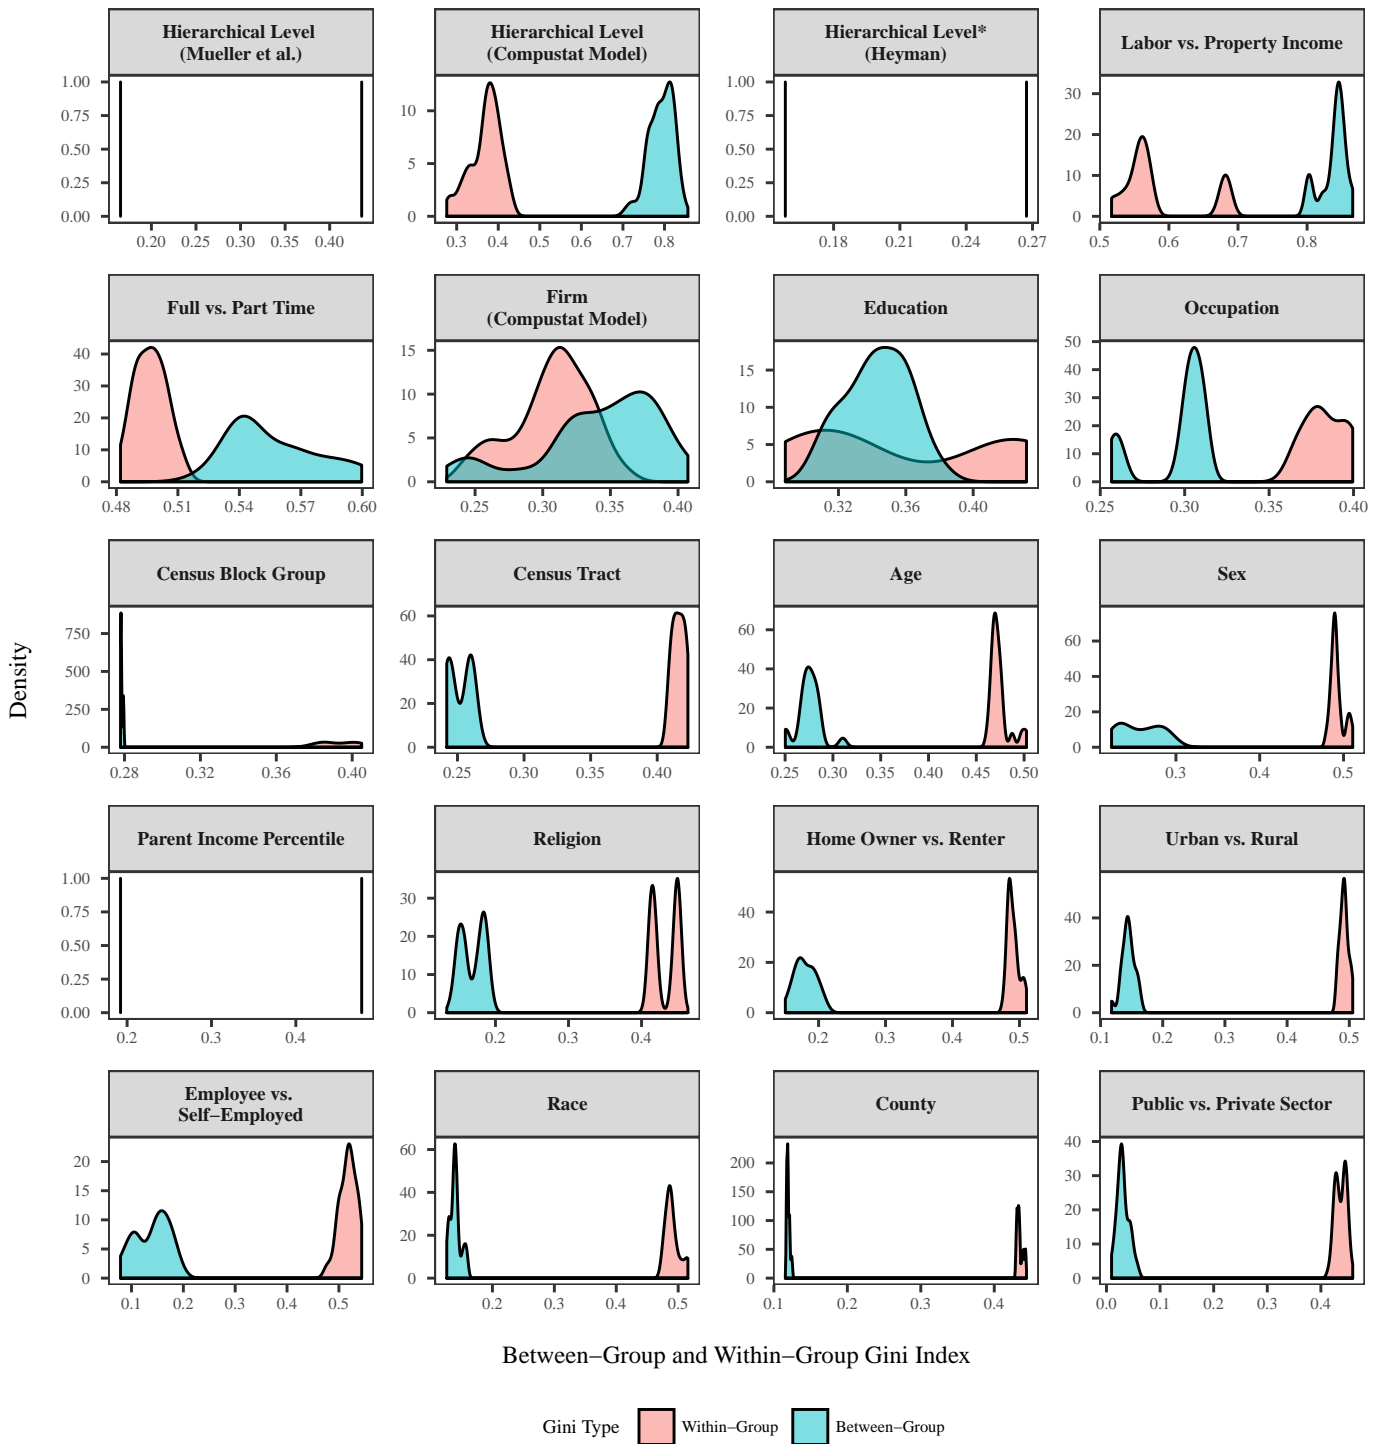 Hierarchical Level
(Mueller et al.)
Hierarchical Level
(Compustat Model)
Hierarchical Level*
(Heyman)
Labor vs. Property Income
1.00
0.75
0.50
0.25
0.00
0.20 0.25 0.30 0.35 0.40
10
5
0
0.3 0.4 0.5 0.6 0.7 0.8
1.00
0.75
0.50
0.25
0.00
0.18 0.21 0.24 0.27
30
20
10
0
0.5 0.6 0.7 0.8
Full vs. Part Time
Firm
(Compustat Model)
Education
Occupation
40
30
20
10
0
0.48 0.51 0.54 0.57 0.60
15
10
5
0
0.25 0.30 0.35 0.40
15
10
5
0
0.32 0.36 0.40
50
40
30
20
10
0
0.25 0.30 0.35 0.40
Census Block Group
Census Tract
Age
Sex
750
500
250
0
0.28 0.32 0.36 0.40
60
40
20
0
0.25 0.30 0.35 0.40
60
40
20
0
0.25 0.30 0.35 0.40 0.45 0.50
60
40
20
0
0.3 0.4 0.5
Density
Parent Income Percentile
Religion
Home Owner vs. Renter
Urban vs. Rural
1.00
0.75
0.50
0.25
0.00
0.2 0.3 0.4
30
20
10
0
0.2 0.3 0.4
40
20
0
0.2 0.3 0.4 0.5
40
20
0
0.1 0.2 0.3 0.4 0.5
Employee vs.
Self−Employed
Race
County
Public vs. Private Sector
20
15
10
5
0
0.1 0.2 0.3 0.4 0.5
60
40
20
0
0.2 0.3 0.4 0.5
200
150
100
50
0
0.1 0.2 0.3 0.4
40
30
20
10
0
0.0 0.1 0.2 0.3 0.4
Between−Group and Within−Group Gini Index
Gini Type Within−Group Between−Group